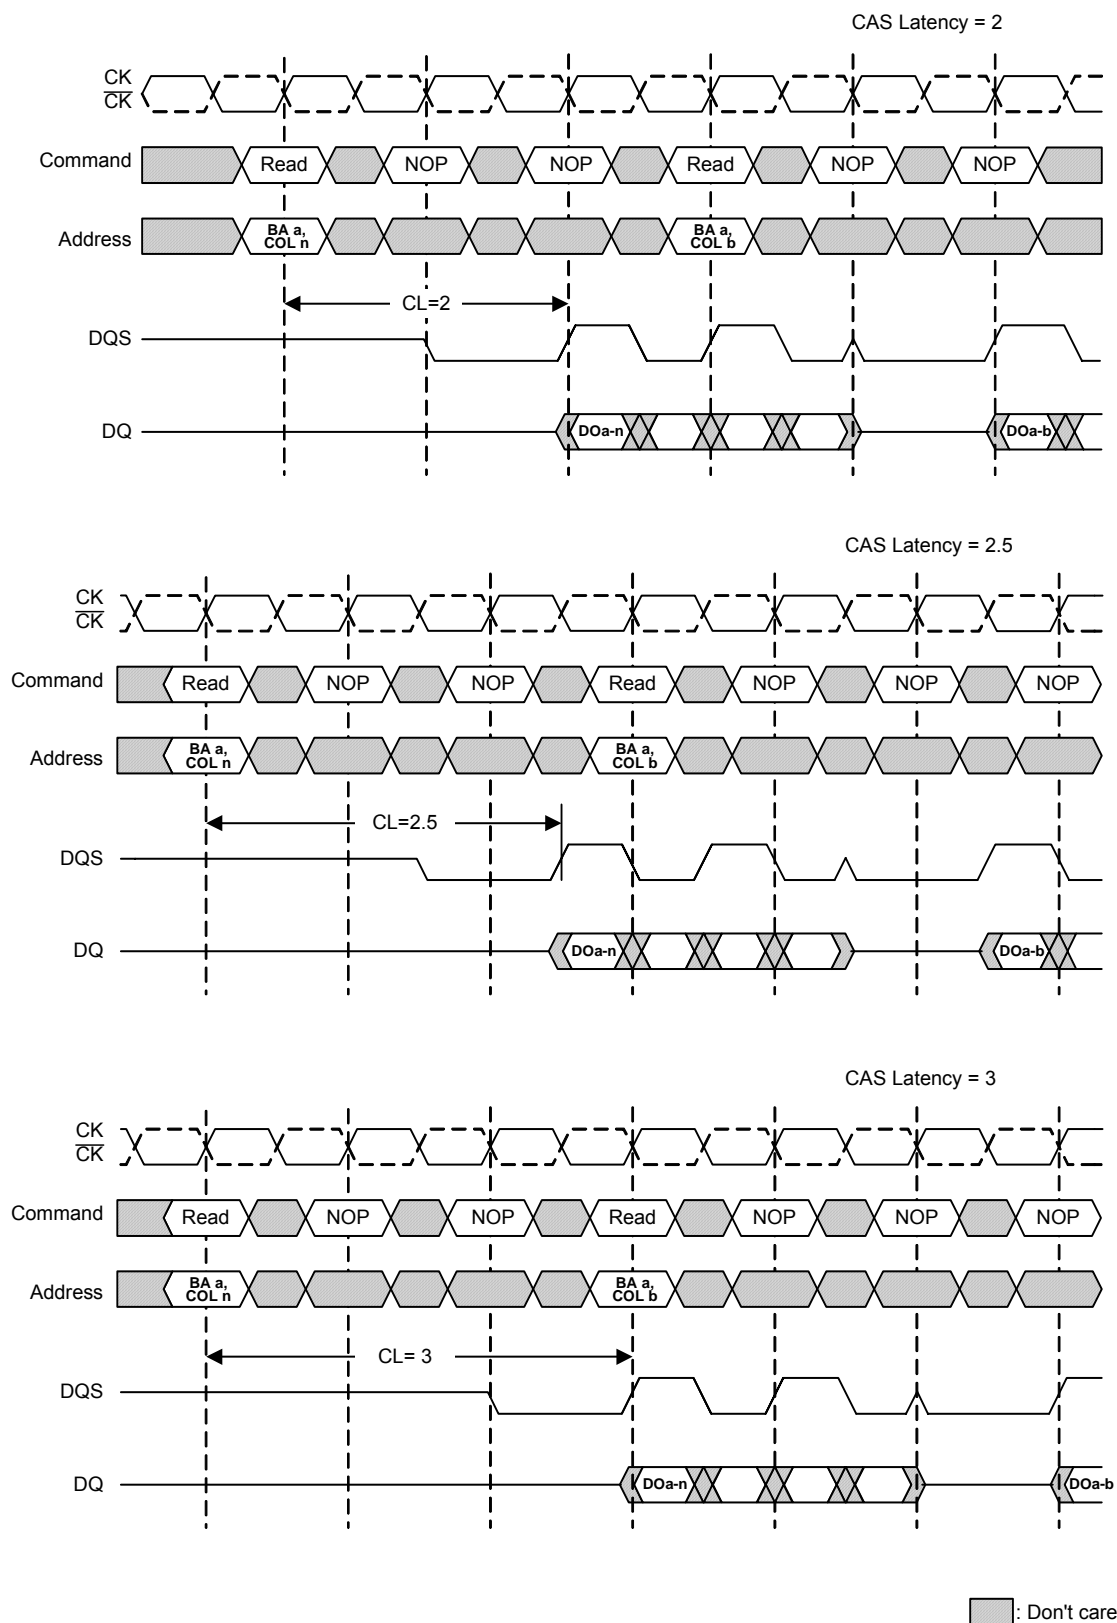 CAS Latency = 2
CK
CK
Command Read NOP NOP Read NOP NOP
Address BA a, COL n BA a, COL b
CL=2
DQS
DQ DOa-n DOa-b
CAS Latency = 2.5
CK
CK
Command Read NOP NOP Read NOP NOP NOP
Address BA a, COL n BA a, COL b
CL=2.5
DQS
DQ DOa-n DOa-b
CAS Latency = 3
CK
CK
Command Read NOP NOP Read NOP NOP NOP
Address BA a, COL n BA a, COL b
CL= 3
DQS
DQ DOa-n DOa-b
: Don't care